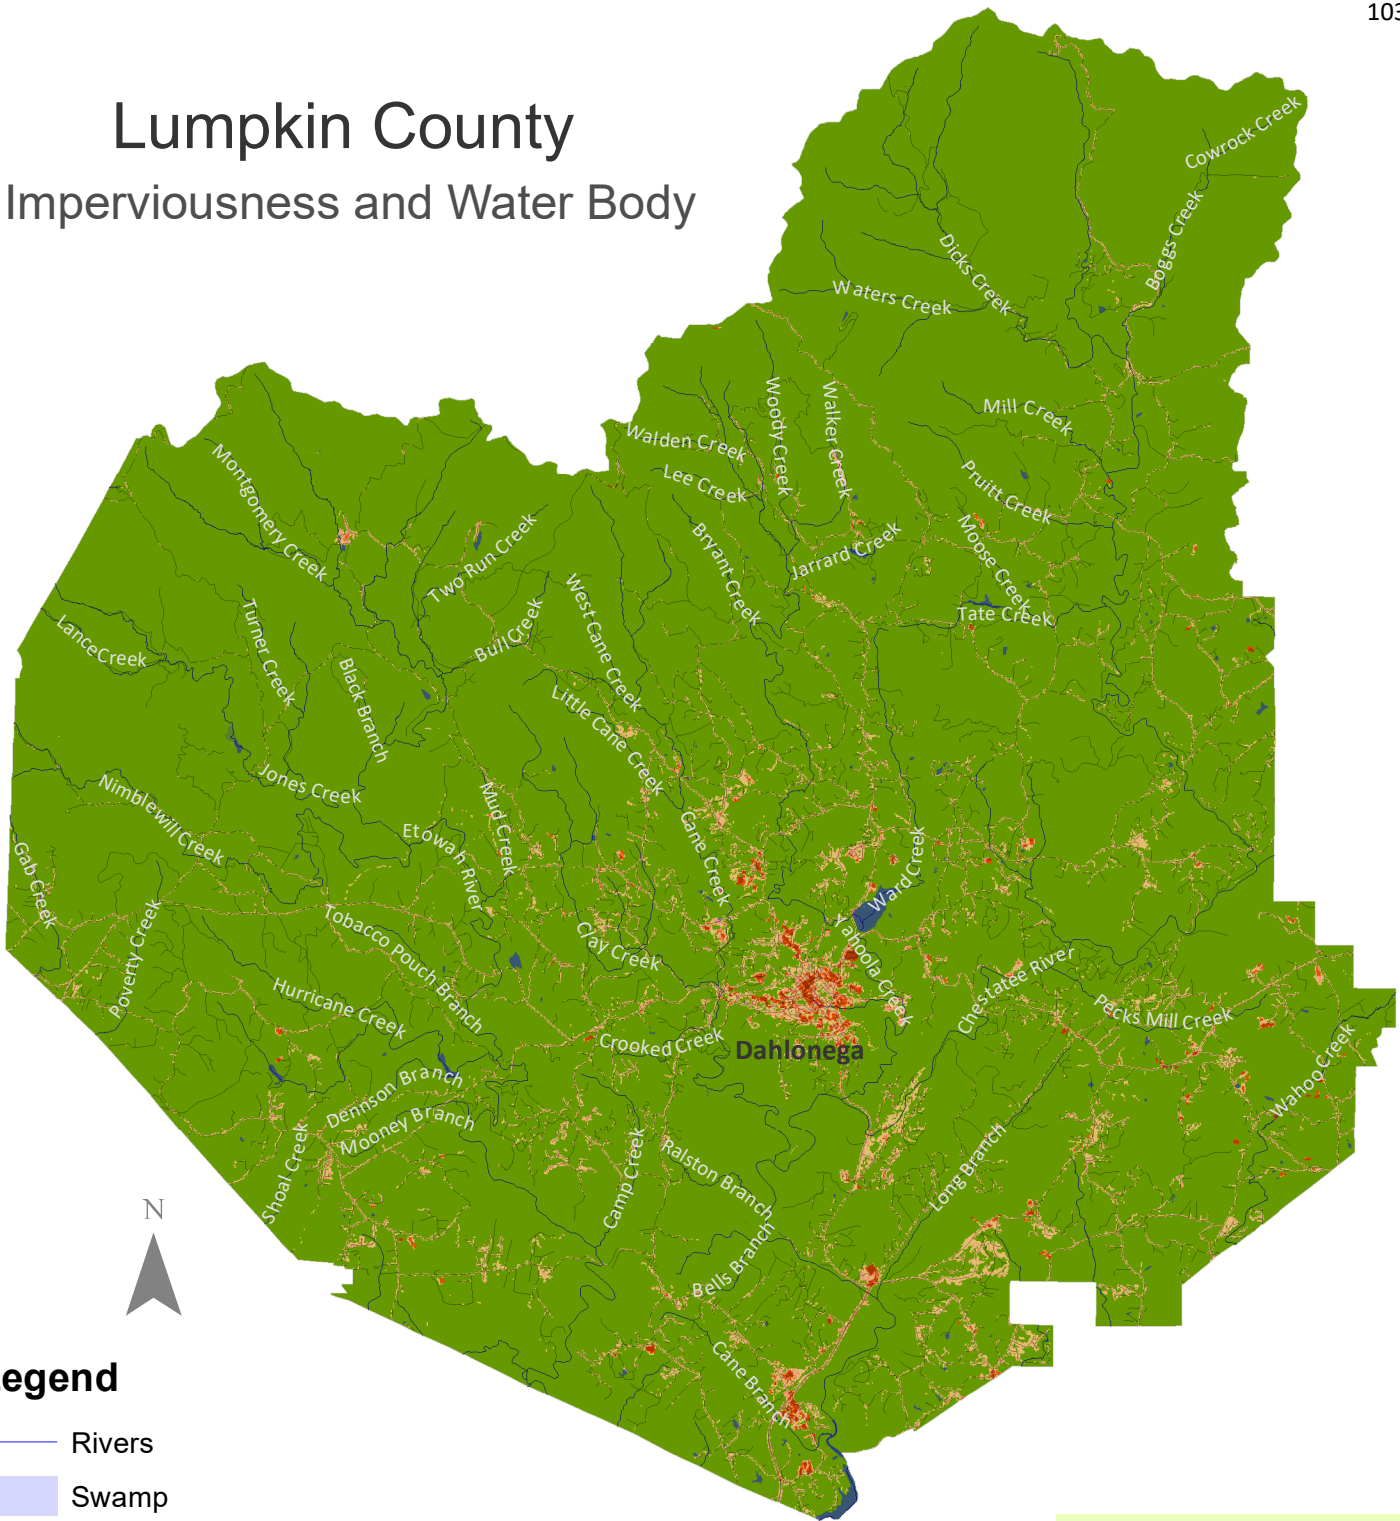 103
Lumpkin County
Imperviousness and Water Body
Cowrock Creek
Boggs Creek
Dicks Creek
Waters Creek
Mill Creek
Woody Creek
Walker Creek
Walden Creek
Lee Creek
Pruitt Creek
Montgomery Creek
Two Run Creek
Bryant Creek
Jarrard Creek
Moose Creek
Tate Creek
West Cane Creek
Bull Creek
Lance Creek
Turner Creek
Black Branch
Little Cane Creek
Jones Creek
Nimblewill Creek
Mud Creek
Etowah River
Cane Creek
Ward Creek
Gab Creek
Poverty Creek
Tobacco Pouch Branch
Clay Creek
Yahoola Creek
Chestatee River
Hurricane Creek
Pecks Mill Creek
Crooked Creek
Dahlonega
Wahoo Creek
Dennson Branch
Mooney Branch
Shoal Creek
Camp Creek
Ralston Branch
Long Branch
Bells Branch
Cane Branch
N
egend
Rivers
Swamp